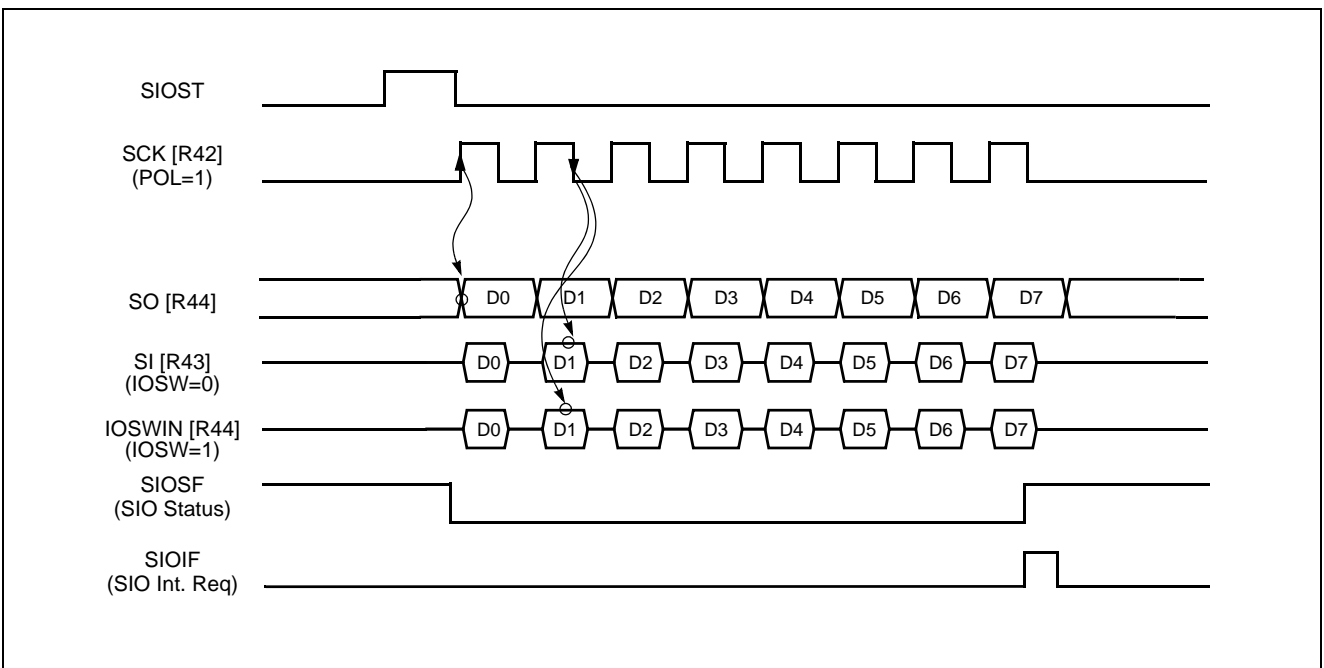 SIOST
SCK [R42]
(POL=1)
SO [R44]
D0 D1 D2 D3 D4 D5 D6 D7
SI [R43]
(IOSW=0)
D0 D1 D2 D3 D4 D5 D6 D7
IOSWIN [R44]
(IOSW=1)
D0 D1 D2 D3 D4 D5 D6 D7
SIOSF
(SIO Status)
SIOIF
(SIO Int. Req)